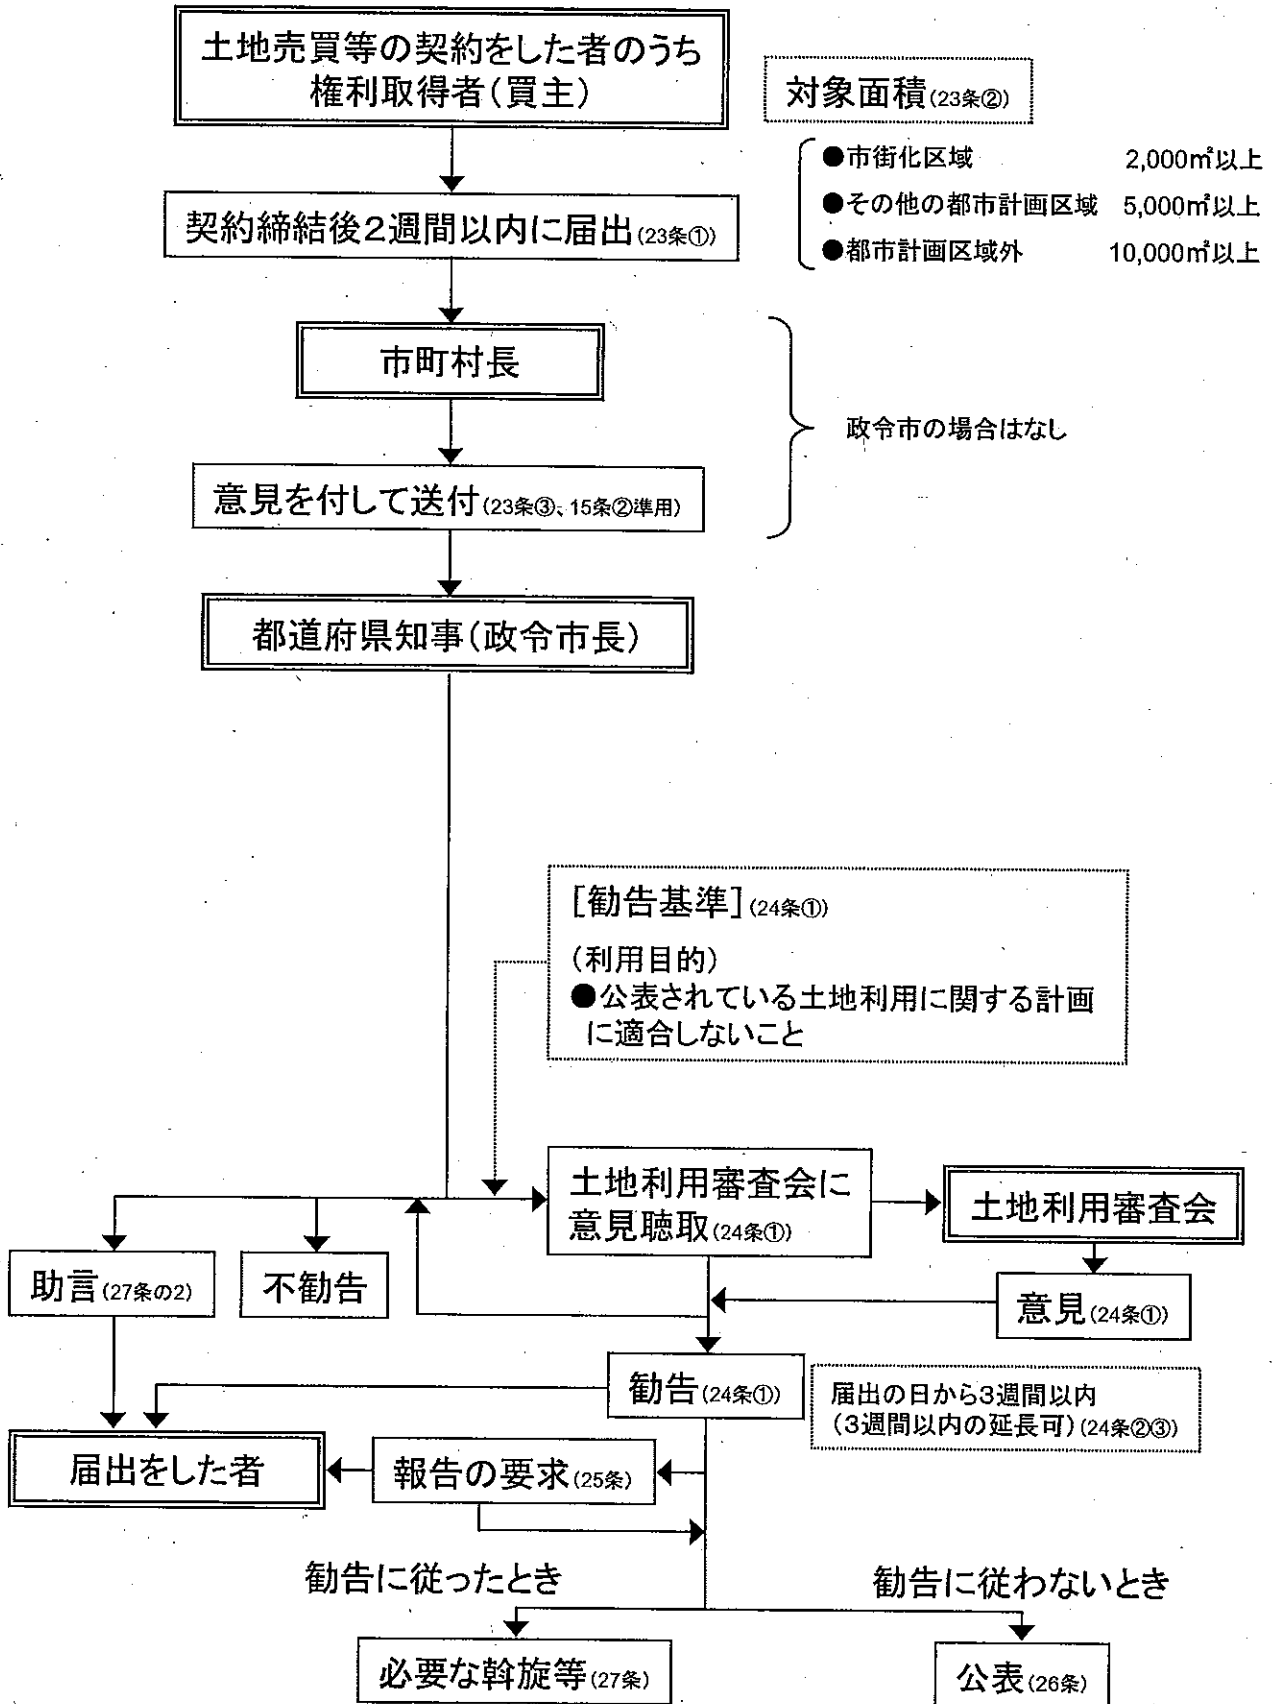 土地売買等の契約をした者のうち
権利取得者(買主)
対象面積(23条②)
●市街化区域 2,000㎡以上
●その他の都市計画区域 5,000㎡以上
●都市計画区域外 10,000㎡以上
契約締結後2週間以内に届出(23条①)
市町村長
政令市の場合はなし
意見を付して送付(23条③、15条②準用)
都道府県知事(政令市長)
[勧告基準](24条①)
(利用目的)
●公表されている土地利用に関する計画
に適合しないこと
土地利用審査会に
意見聴取(24条①)
土地利用審査会
助言(27条の2)
不勧告
意見(24条①)
勧告(24条①)
届出の日から3週間以内
(3週間以内の延長可)(24条②③)
届出をした者
報告の要求(25条)
勧告に従ったとき
勧告に従わないとき
必要な斡旋等(27条)
公表(26条)